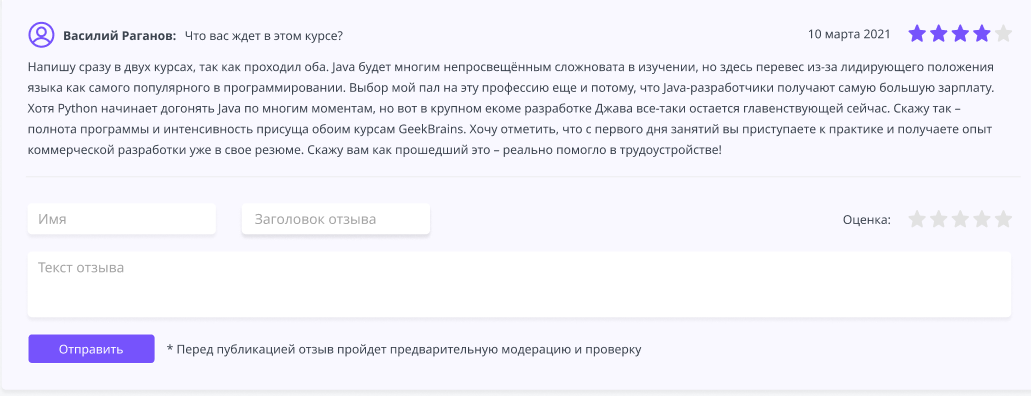 Василий Раганов: Что вас ждет в этом курсе? 10 марта 2021
Напишу сразу в двух курсах, так как проходил оба. Java будет многим непросвещённым сложновата в изучении, но здесь перевес из-за лидирующего положения
языка как самого популярного в программировании. Выбор мой пал на эту профессию еще и потому, что Java-разработчики получают самую большую зарплату.
Хотя Python начинает догонять Java по многим моментам, но вот в крупном екоме разработке Джава все-таки остается главенствующей сейчас. Скажу так –
полнота программы и интенсивность присуща обоим курсам GeekBrains. Хочу отметить, что с первого дня занятий вы приступаете к практике и получаете опыт
коммерческой разработки уже в свое резюме. Скажу вам как прошедший это – реально помогло в трудоустройстве!
Имя Заголовок отзыва Оценка:
Текст отзыва
Отправить * Перед публикацией отзыв пройдет предварительную модерацию и проверку